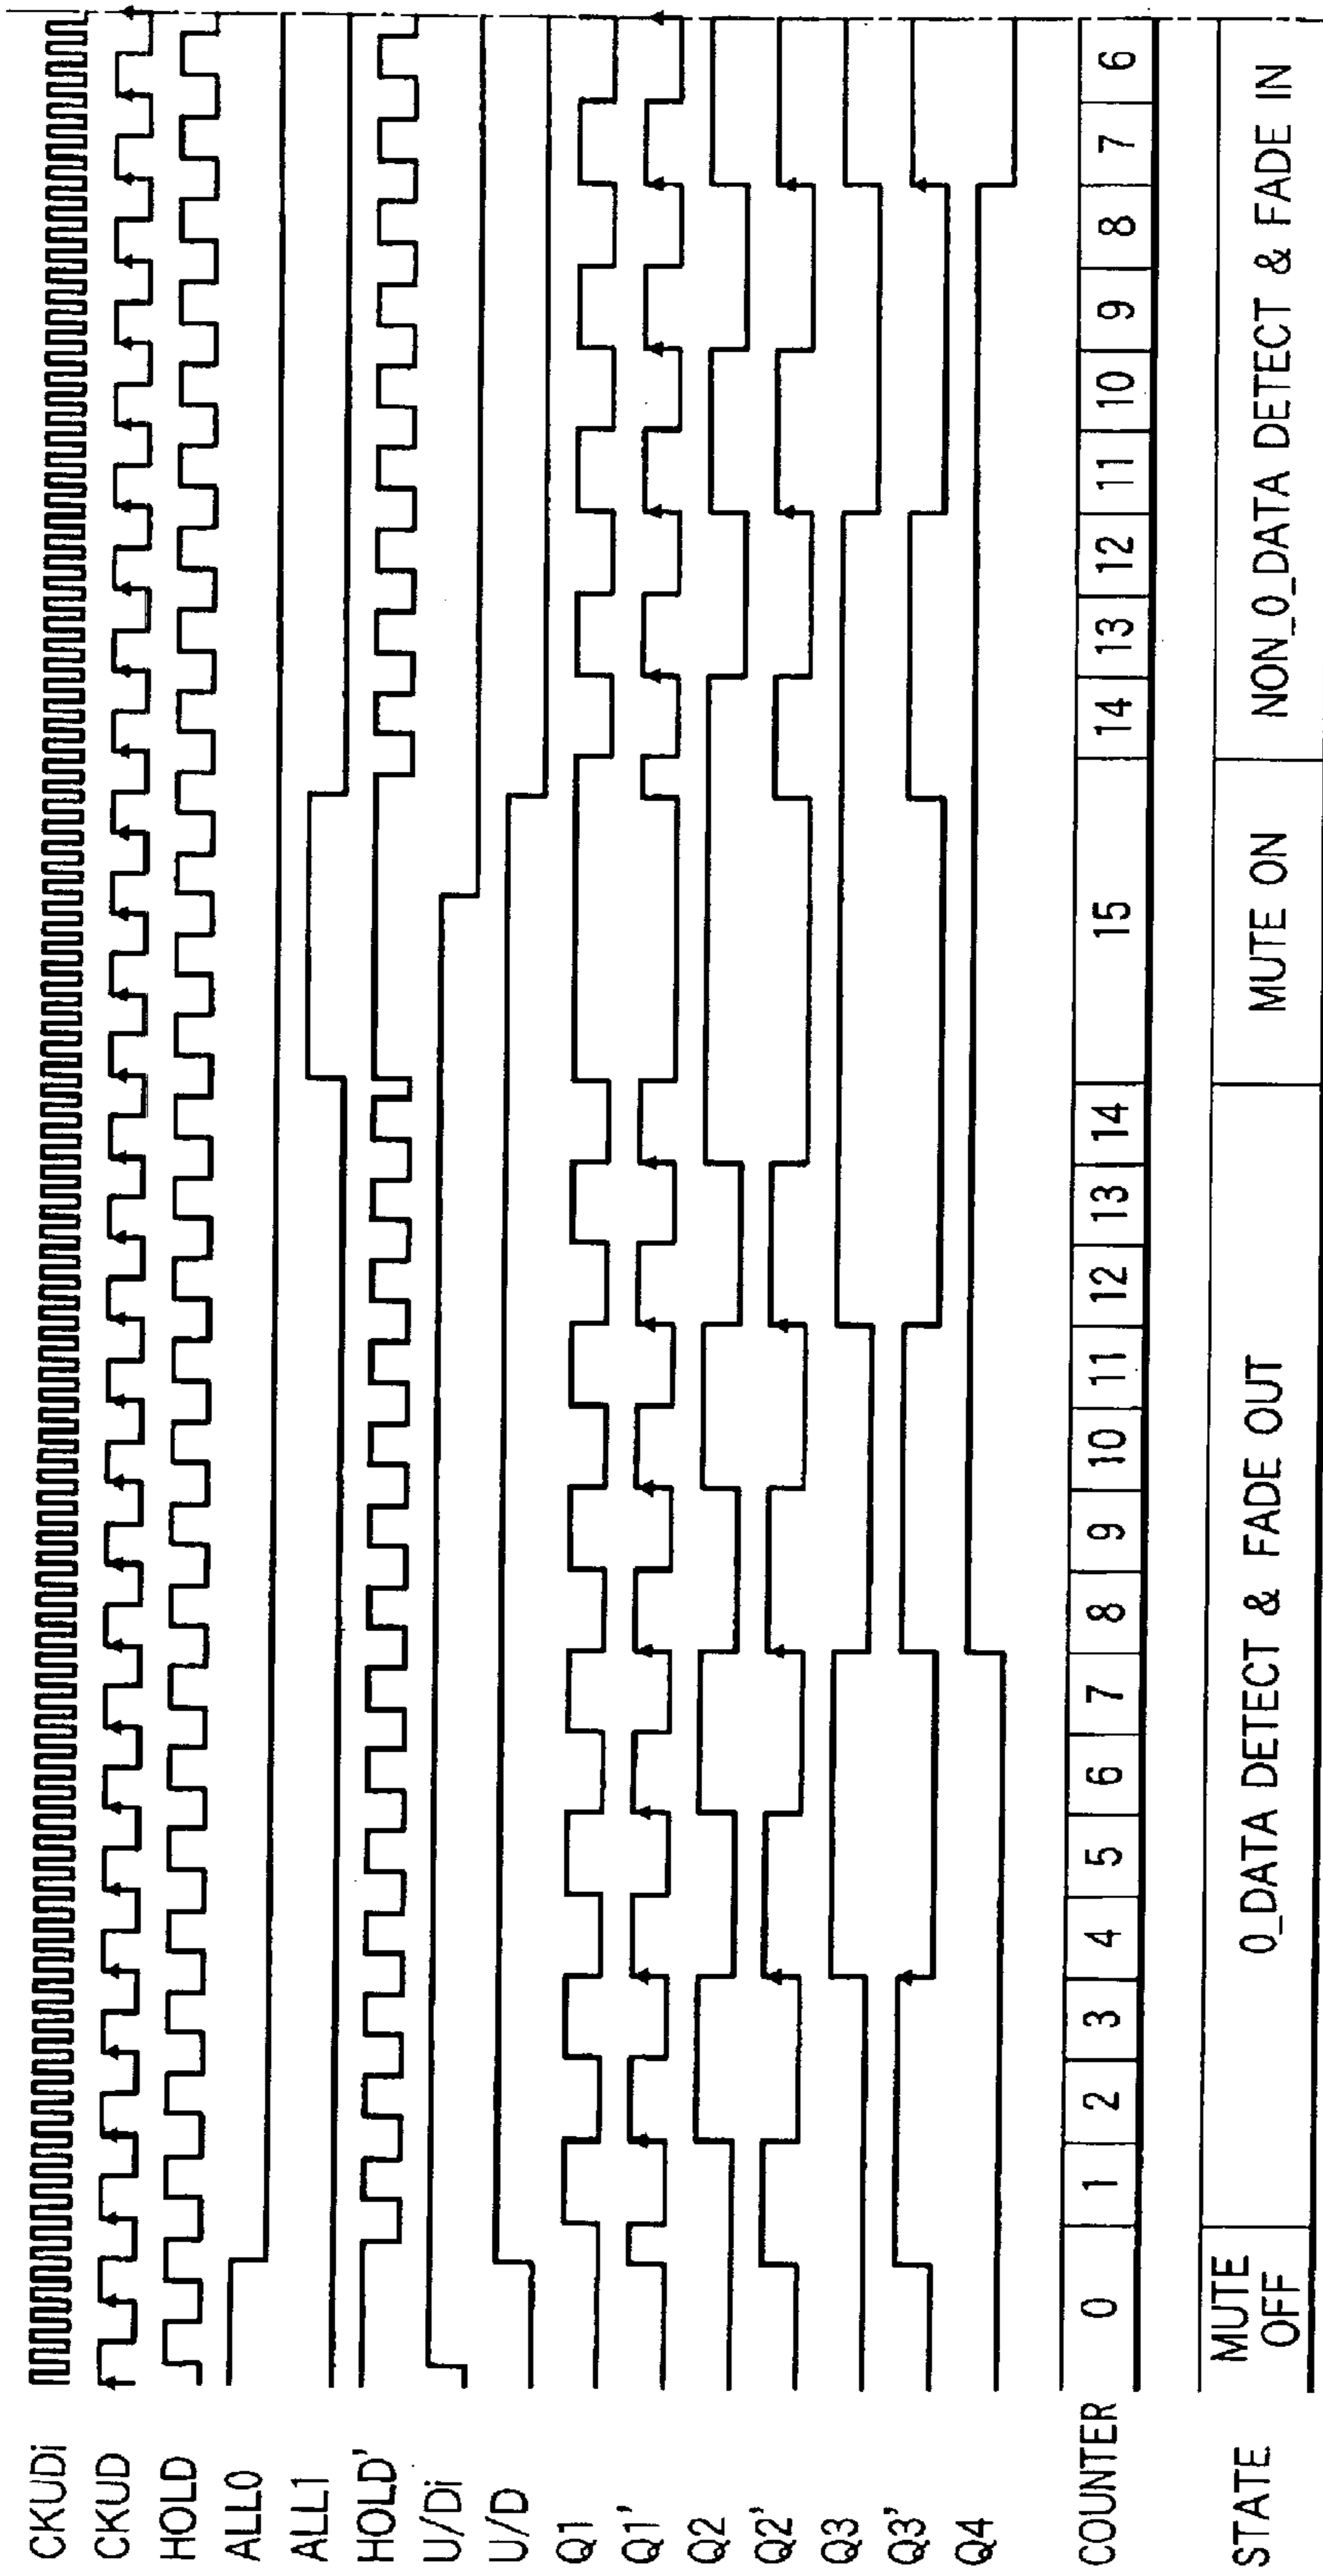 CKUDi
CKUD
HOLD
ALL0
ALL1
HOLD'
U/Di
U/D
Q1
Q1'
Q2
Q2'
Q3
Q3'
Q4
COUNTER 0 1 2 3 4 5 6 7 8 9 10 11 12 13 14 15 14 13 12 11 10 9 8 7 6
STATE MUTE OFF 0_DATA DETECT & FADE OUT MUTE ON NON_0_DATA DETECT & FADE IN